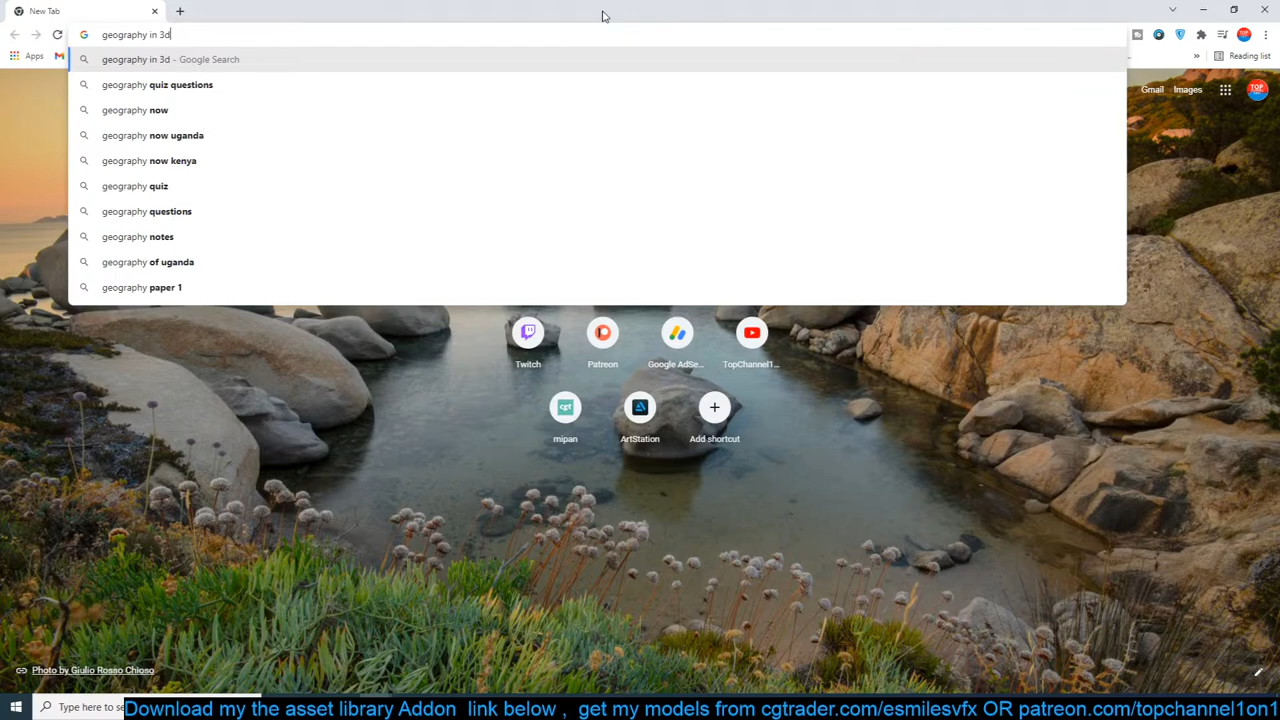 New Tab
geography in 3d
geography in 3d - Google Search
geography quiz questions
geography now
geography now uganda
geography now kenya
geography quiz
geography questions
geography notes
geography of uganda
geography paper 1
Apps
Reading list
Gmail
Images
TOP
Twitch
Patreon
Google AdSe...
TopChannel1...
cgt
mipan
ArtStation
Add shortcut
Photo by Giulio Rosso Chioso
Type here to se
Download my the asset library Addon link below , get my models from cgtrader.com/esmilesvfx OR patreon.com/topchannel1on1